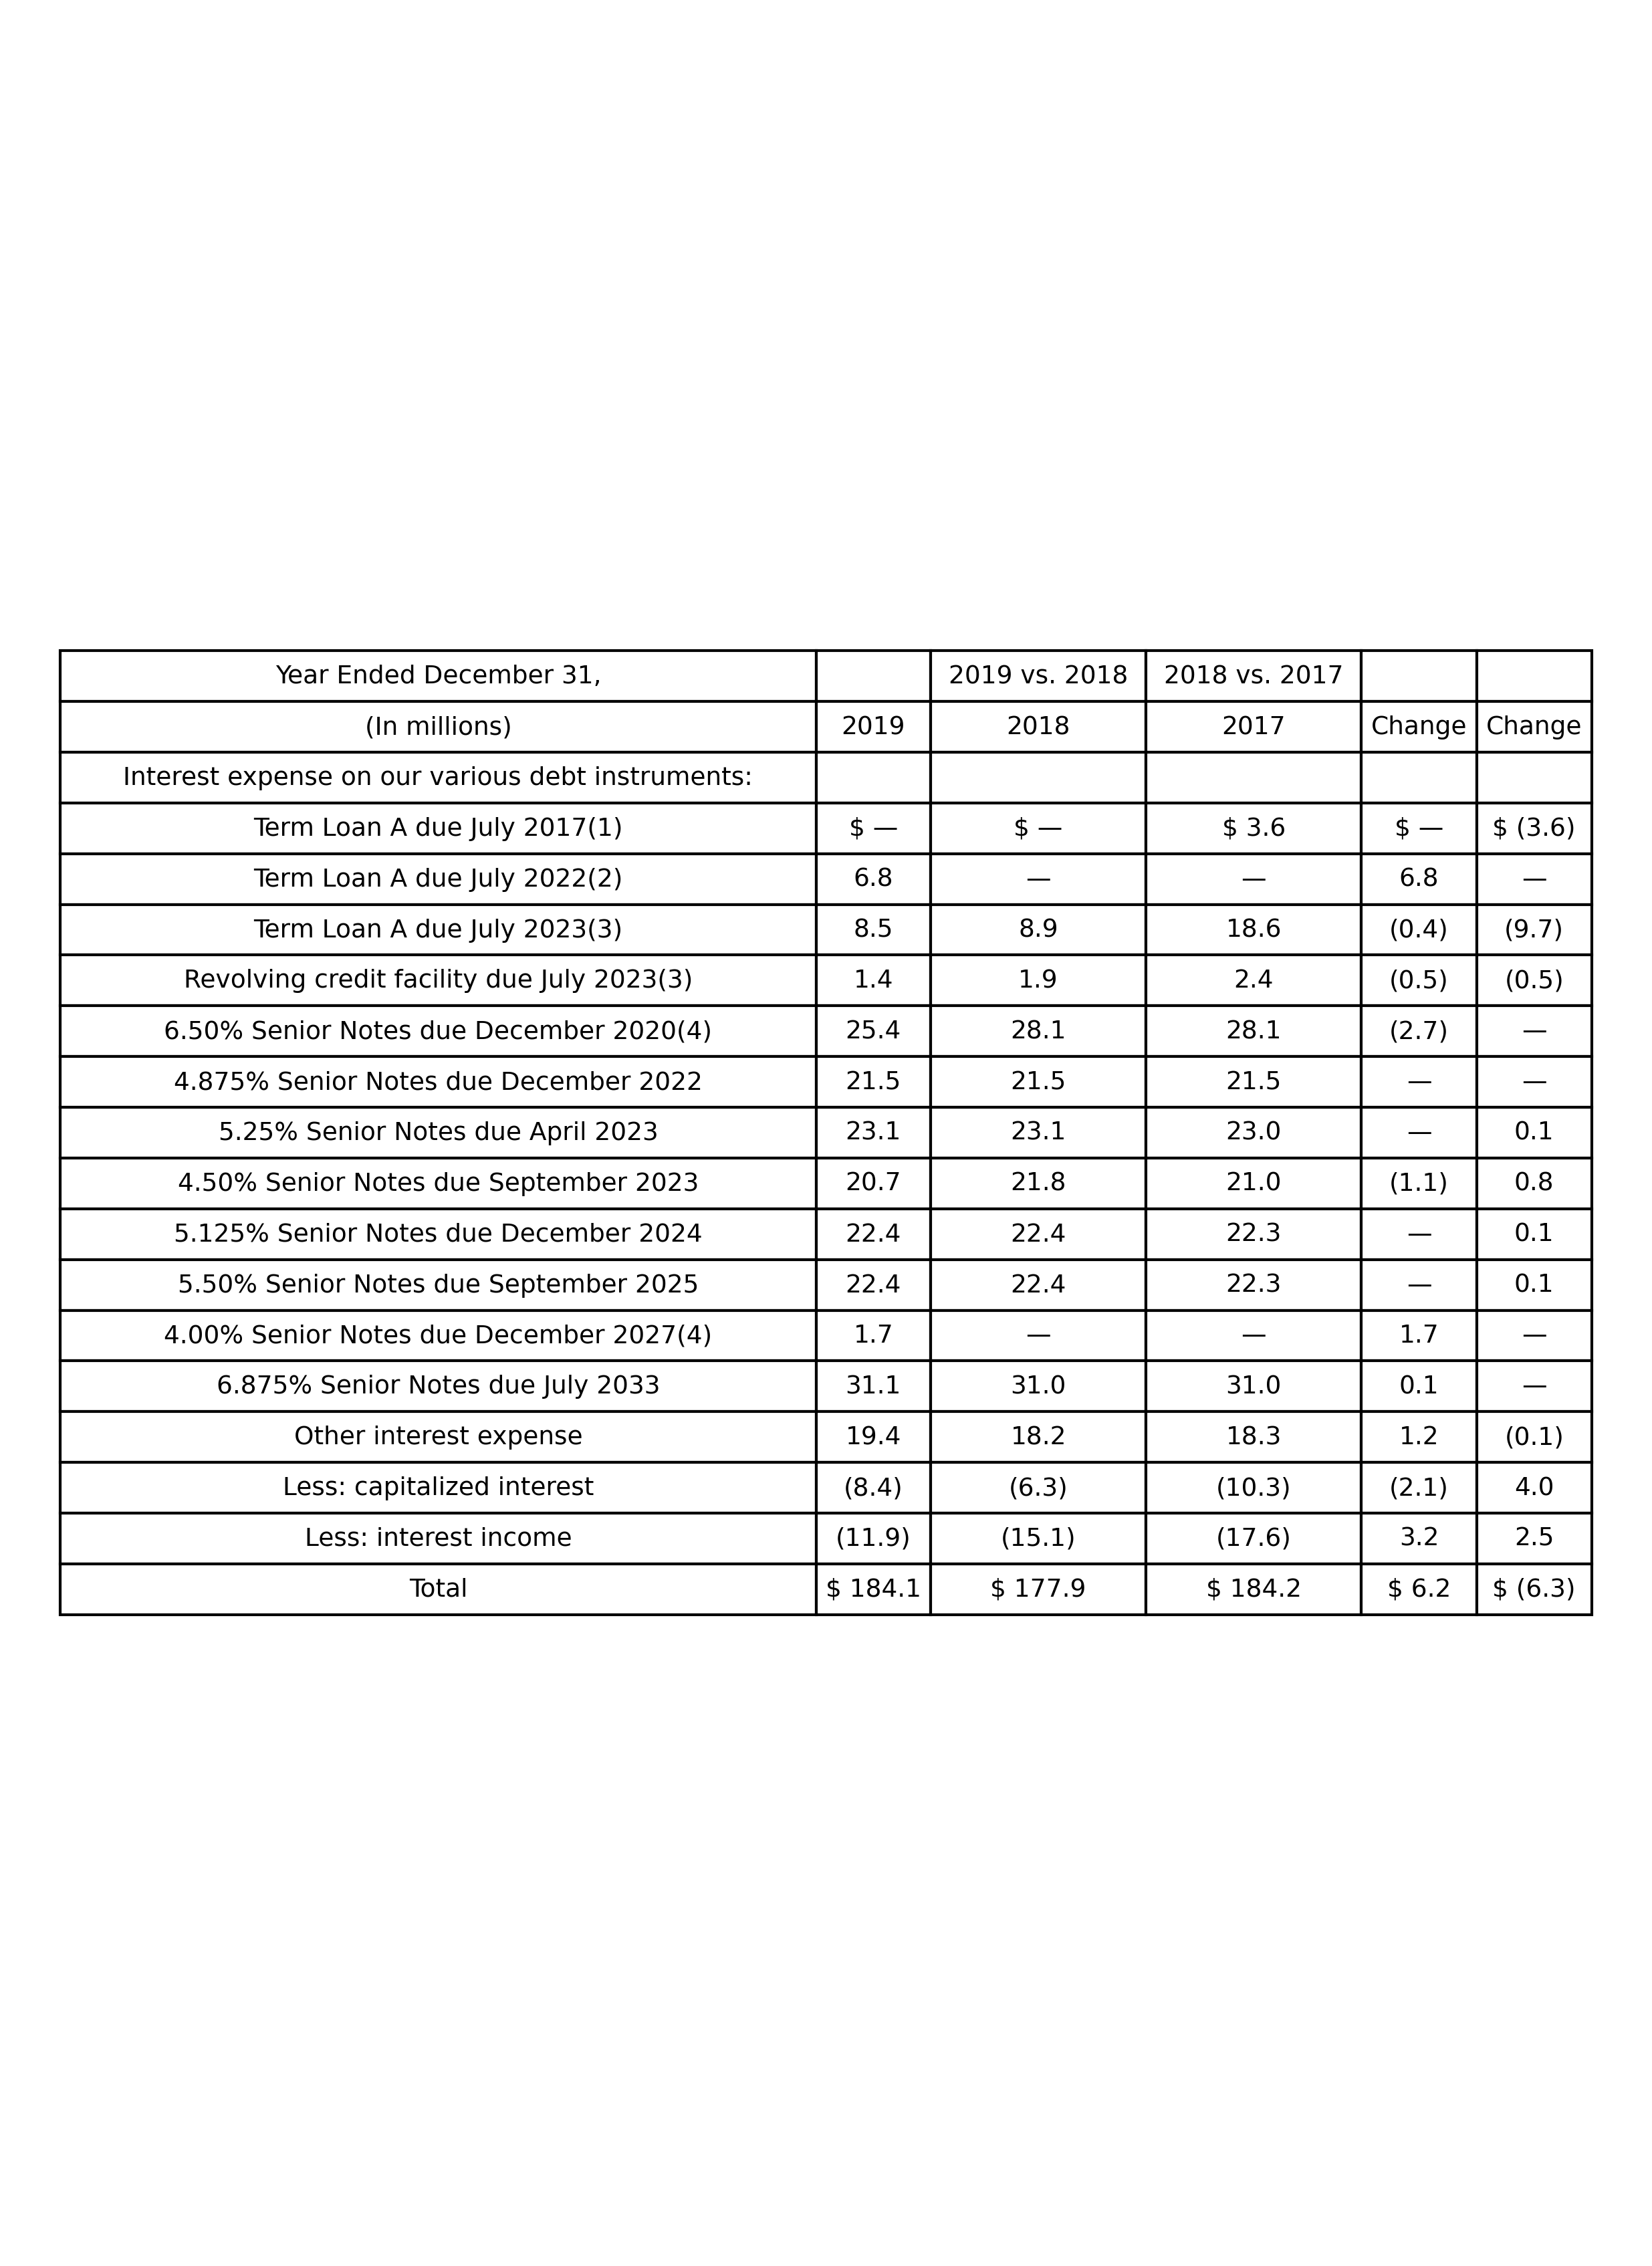 Year Ended December 31, 2019 vs. 2018 2018 vs. 2017
(In millions) 2019 2018 2017 Change Change
Interest expense on our various debt instruments:
Term Loan A due July 2017(1) $ — $ — $ 3.6 $ — $ (3.6)
Term Loan A due July 2022(2) 6.8 — — 6.8 —
Term Loan A due July 2023(3) 8.5 8.9 18.6 (0.4) (9.7)
Revolving credit facility due July 2023(3) 1.4 1.9 2.4 (0.5) (0.5)
6.50% Senior Notes due December 2020(4) 25.4 28.1 28.1 (2.7) —
4.875% Senior Notes due December 2022 21.5 21.5 21.5 — —
5.25% Senior Notes due April 2023 23.1 23.1 23.0 — 0.1
4.50% Senior Notes due September 2023 20.7 21.8 21.0 (1.1) 0.8
5.125% Senior Notes due December 2024 22.4 22.4 22.3 — 0.1
5.50% Senior Notes due September 2025 22.4 22.4 22.3 — 0.1
4.00% Senior Notes due December 2027(4) 1.7 — — 1.7 —
6.875% Senior Notes due July 2033 31.1 31.0 31.0 0.1 —
Other interest expense 19.4 18.2 18.3 1.2 (0.1)
Less: capitalized interest (8.4) (6.3) (10.3) (2.1) 4.0
Less: interest income (11.9) (15.1) (17.6) 3.2 2.5
Total $ 184.1 $ 177.9 $ 184.2 $ 6.2 $ (6.3)